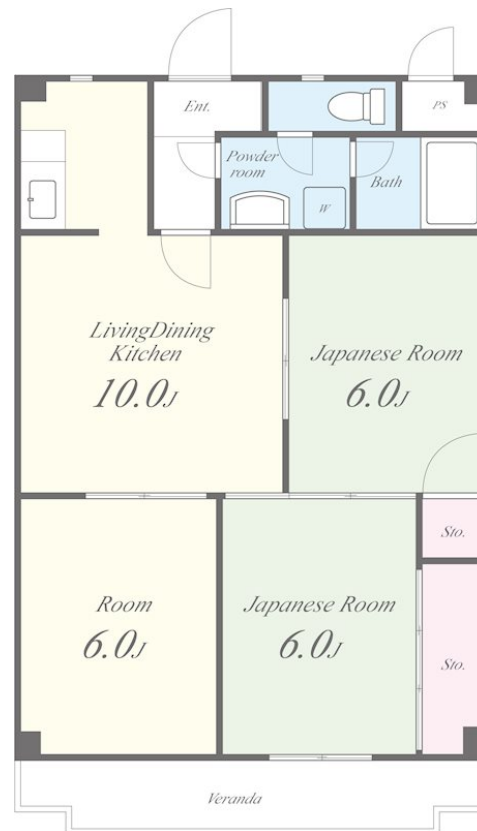 Ent.
PS
Powder
room
W
Bath
LivingDining
Kitchen
10.0J
Japanese Room
6.0J
Sto.
Room
6.0J
Japanese Room
6.0J
Sto.
Veranda